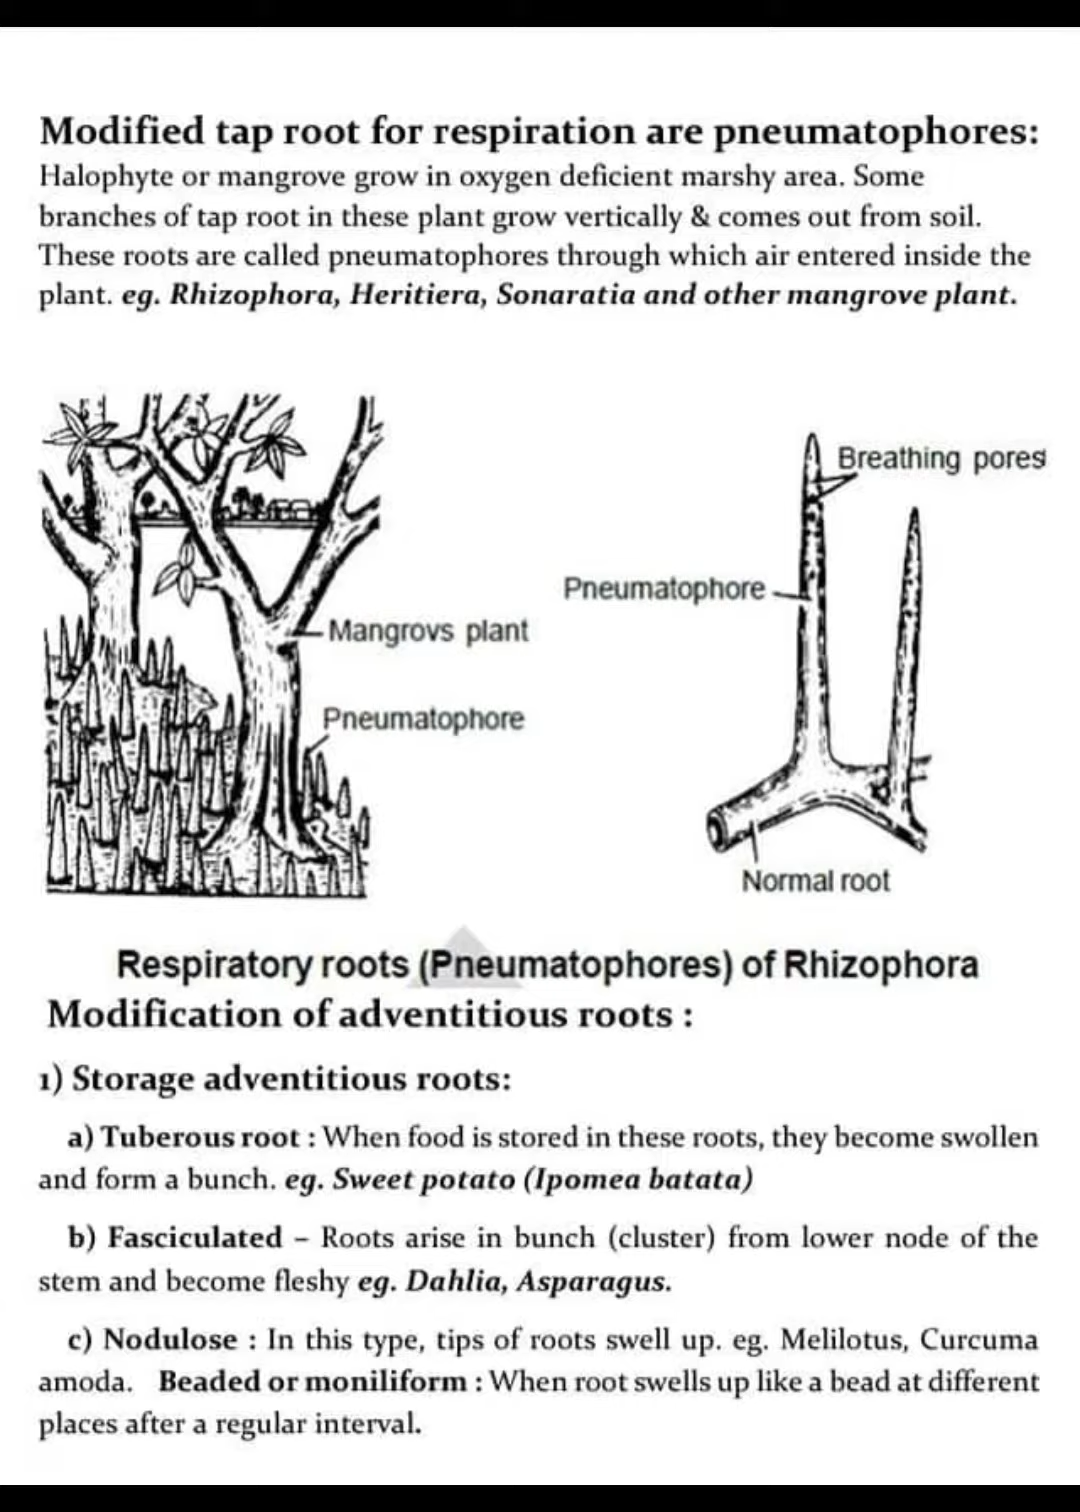 Modified tap root for respiration are pneumatophores:
Halophyte or mangrove grow in oxygen deficient marshy area. Some
branches of tap root in these plant grow vertically & comes out from soil.
These roots are called pneumatophores through which air entered inside the
plant. eg. Rhizophora, Heritiera, Sonaratia and other mangrove plant.
Breathing pores
Pneumatophore
Mangrovs plant
Pneumatophore
Normal root
Respiratory roots (Pneumatophores) of Rhizophora
Modification of adventitious roots :
1) Storage adventitious roots:
a) Tuberous root : When food is stored in these roots, they become swollen
and form a bunch. eg. Sweet potato (Ipomea batata)
b) Fasciculated – Roots arise in bunch (cluster) from lower node of the
stem and become fleshy eg. Dahlia, Asparagus.
c) Nodulose : In this type, tips of roots swell up. eg. Melilotus, Curcuma
amoda. Beaded or moniliform : When root swells up like a bead at different
places after a regular interval.